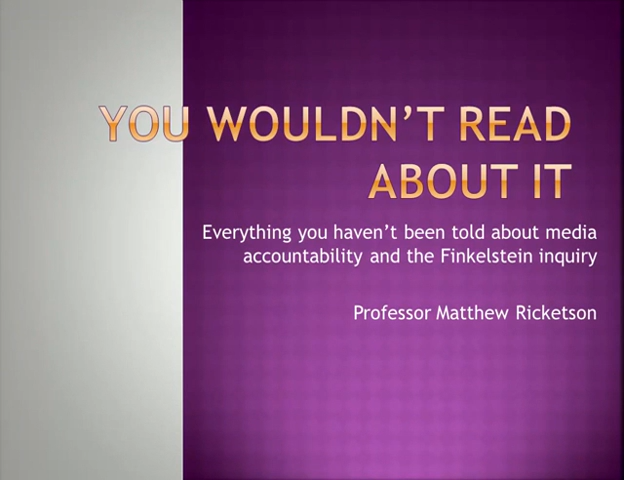 YOU WOULDN’T READ
ABOUT IT
Everything you haven’t been told about media
accountability and the Finkelstein inquiry
Professor Matthew Ricketson